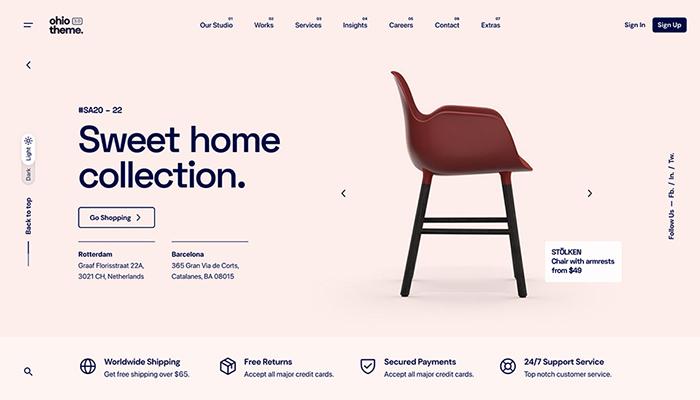 ohio 3.0
theme.
01 02 03 04 05 06 07
Our Studio Works Services Insights Careers Contact Extras
Sign In Sign Up
#SA20 – 22
Sweet home
collection.
Go Shopping
Rotterdam
Graaf Florisstraat 22A,
3021 CH, Netherlands
Barcelona
365 Gran Via de Corts,
Catalanes, BA 08015
Light
Dark
Back to top
Follow Us — Fb. / In. / Tw.
STÖLKEN
Chair with armrests
from $49
Worldwide Shipping
Get free shipping over $65.
Free Returns
Accept all major credit cards.
Secured Payments
Accept all major credit cards.
24/7 Support Service
Top notch customer service.